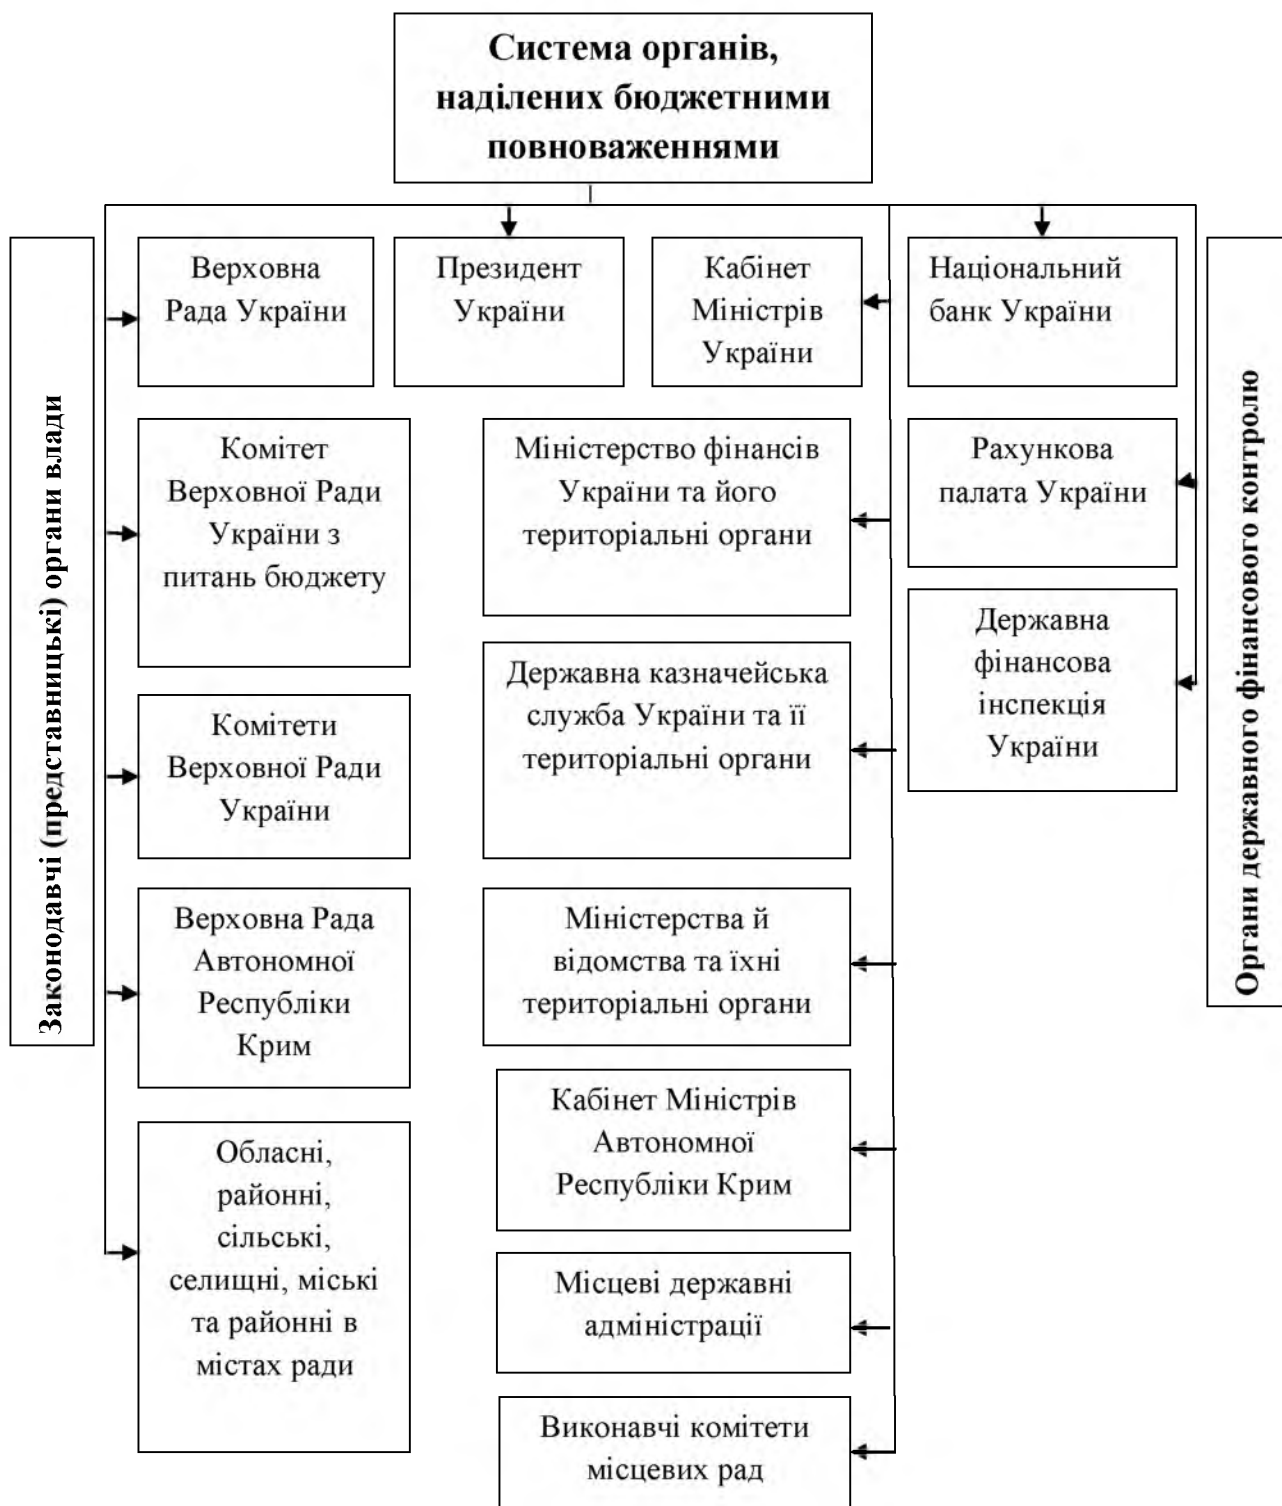 Система органів,
наділених бюджетними
повноваженнями
Законодавчі (представницькі) органи влади
Верховна
Рада України
Президент
України
Кабінет
Міністрів
України
Національний
банк України
Органи державного фінансового контролю
Комітет
Верховної Ради
України з
питань бюджету
Міністерство фінансів
України та його
територіальні органи
Рахункова
палата України
Державна
фінансова
інспекція
України
Державна казначейська
служба України та її
територіальні органи
Комітети
Верховної Ради
України
Верховна Рада
Автономної
Республіки
Крим
Міністерства й
відомства та їхні
територіальні органи
Кабінет Міністрів
Автономної
Республіки Крим
Обласні,
районні,
сільські,
селищні, міські
та районні в
містах ради
Місцеві державні
адміністрації
Виконавчі комітети
місцевих рад